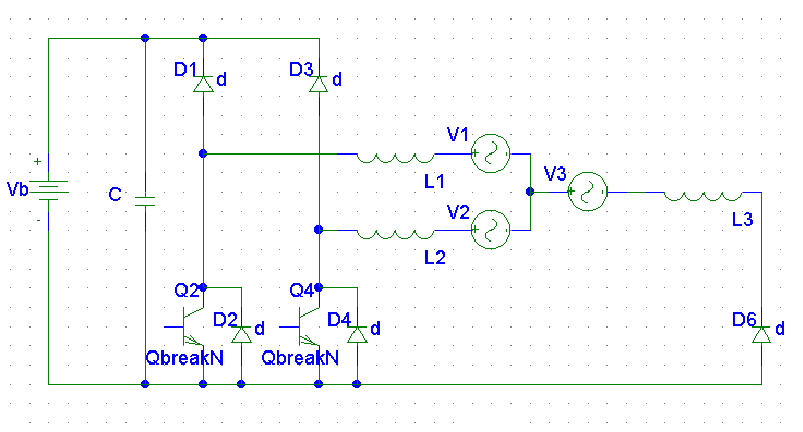 D1
d
D3
d
V1
+
Vb
-
C
L1
V3
V2
L2
L3
Q2
Q4
D2
d
D4
d
D6
d
QbreakN
QbreakN